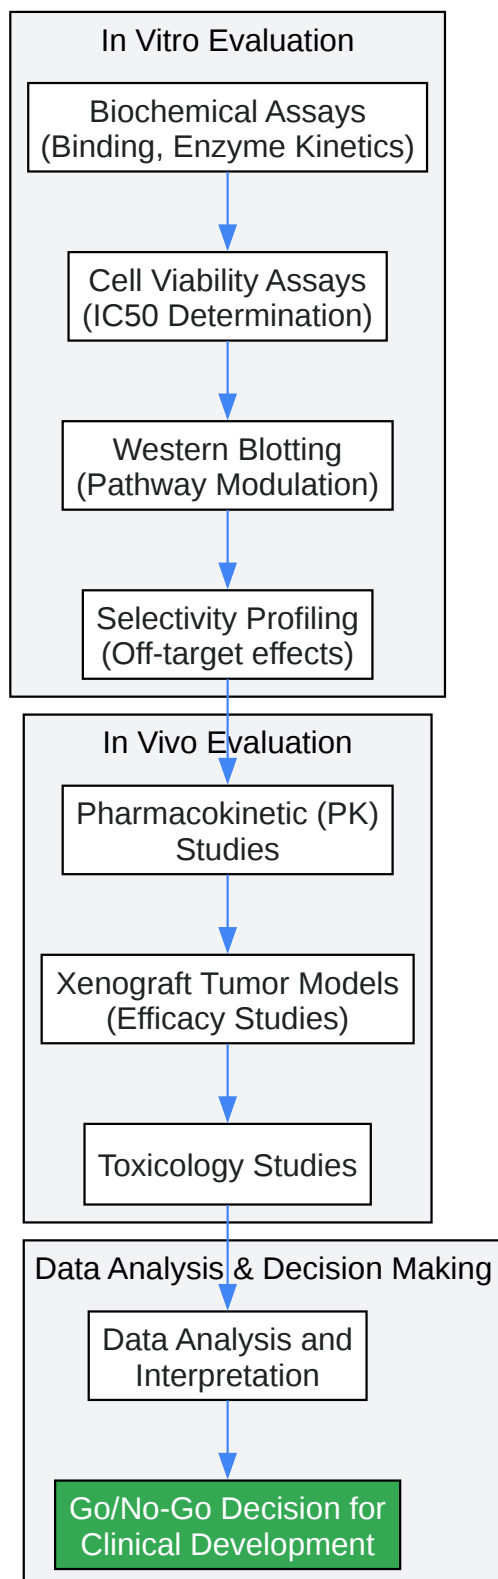 In Vitro Evaluation
Biochemical Assays
(Binding, Enzyme Kinetics)
Cell Viability Assays
(IC50 Determination)
Western Blotting
(Pathway Modulation)
Selectivity Profiling
(Off-target effects)
In Vivo Evaluation
Pharmacokinetic (PK)
Studies
Xenograft Tumor Models
(Efficacy Studies)
Toxicology Studies
Data Analysis & Decision Making
Data Analysis and
Interpretation
Go/No-Go Decision for
Clinical Development